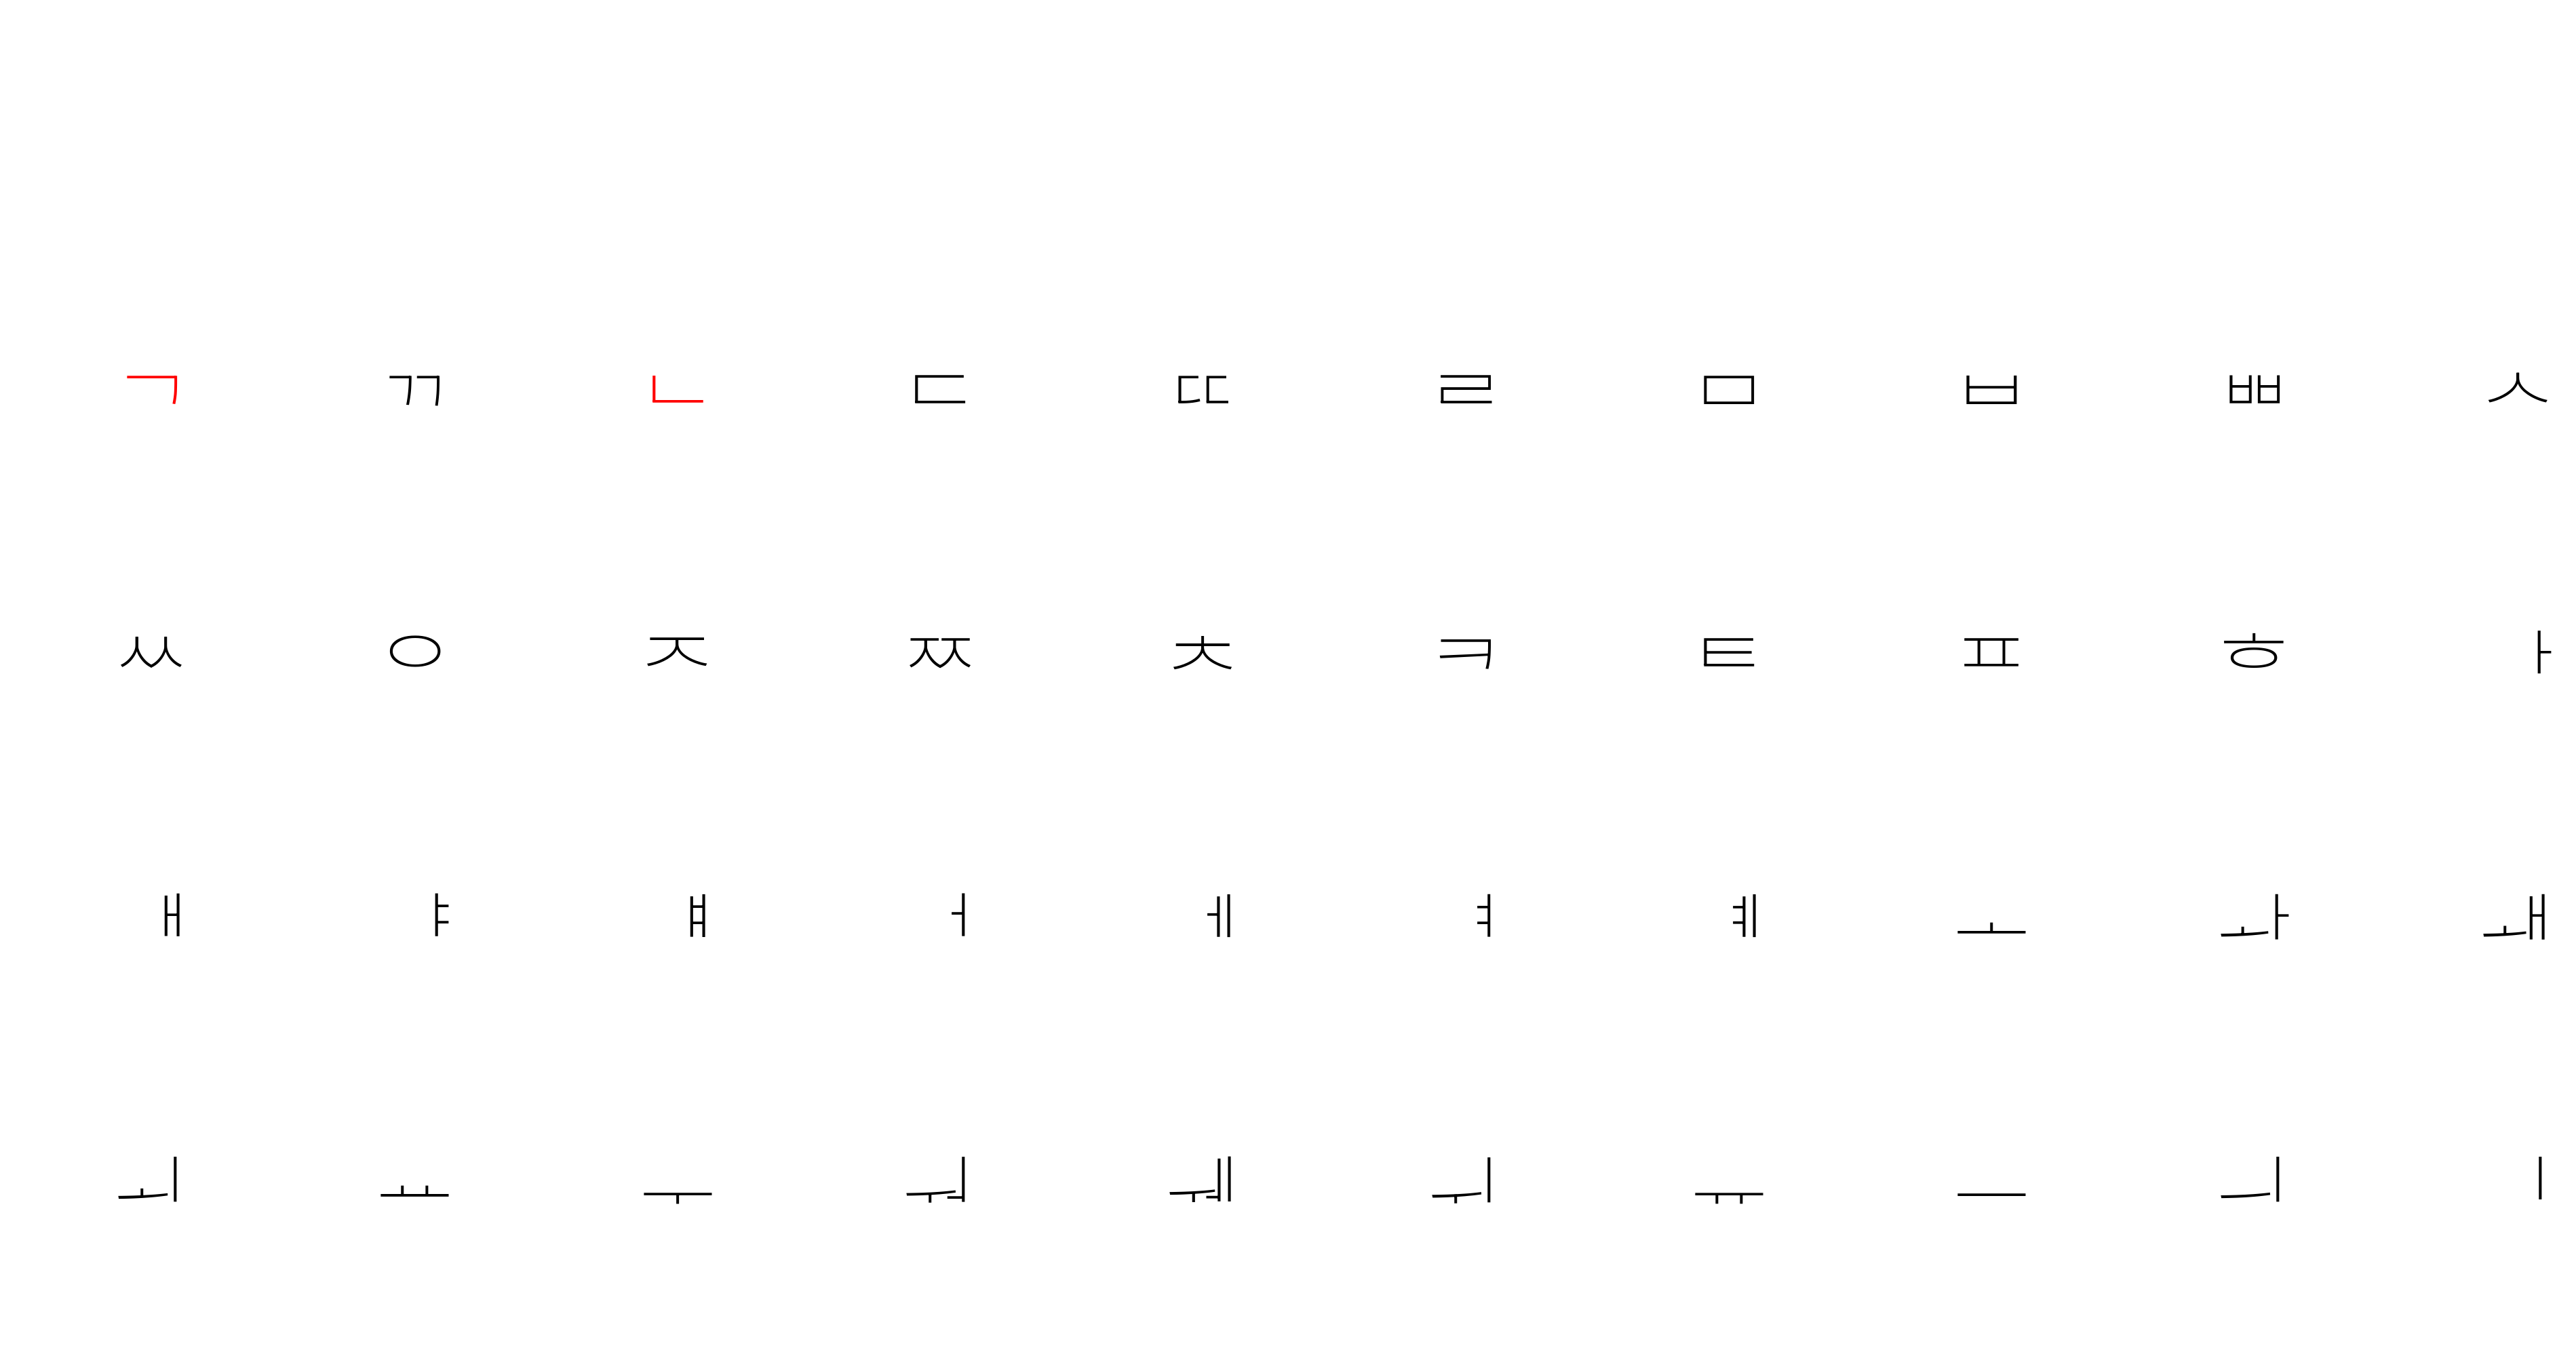 ㄱ ㄲ ㄴ ㄷ ㄸ ㄹ ㅁ ㅂ ㅃ ㅅ
ㅆ ㅇ ㅈ ㅉ ㅊ ㅋ ㅌ ㅍ ㅎ ㅏ
ㅐ ㅑ ㅒ ㅓ ㅔ ㅕ ㅖ ㅗ ㅘ ㅙ
ㅚ ㅛ ㅜ ㅝ ㅞ ㅟ ㅠ ㅡ ㅢ ㅣ